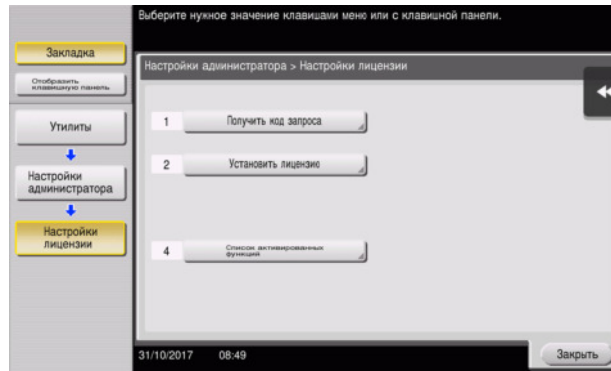 Выберите нужное значение клавишами меню или с клавишной панели.
Закладка
Отобразить
клавишную панель
Утилиты
Настройки
администратора
Настройки
лицензии
Настройки администратора > Настройки лицензии
1 Получить код запроса
2 Установить лицензию
4 Список активированных
функций
31/10/2017 08:49
Закрыть